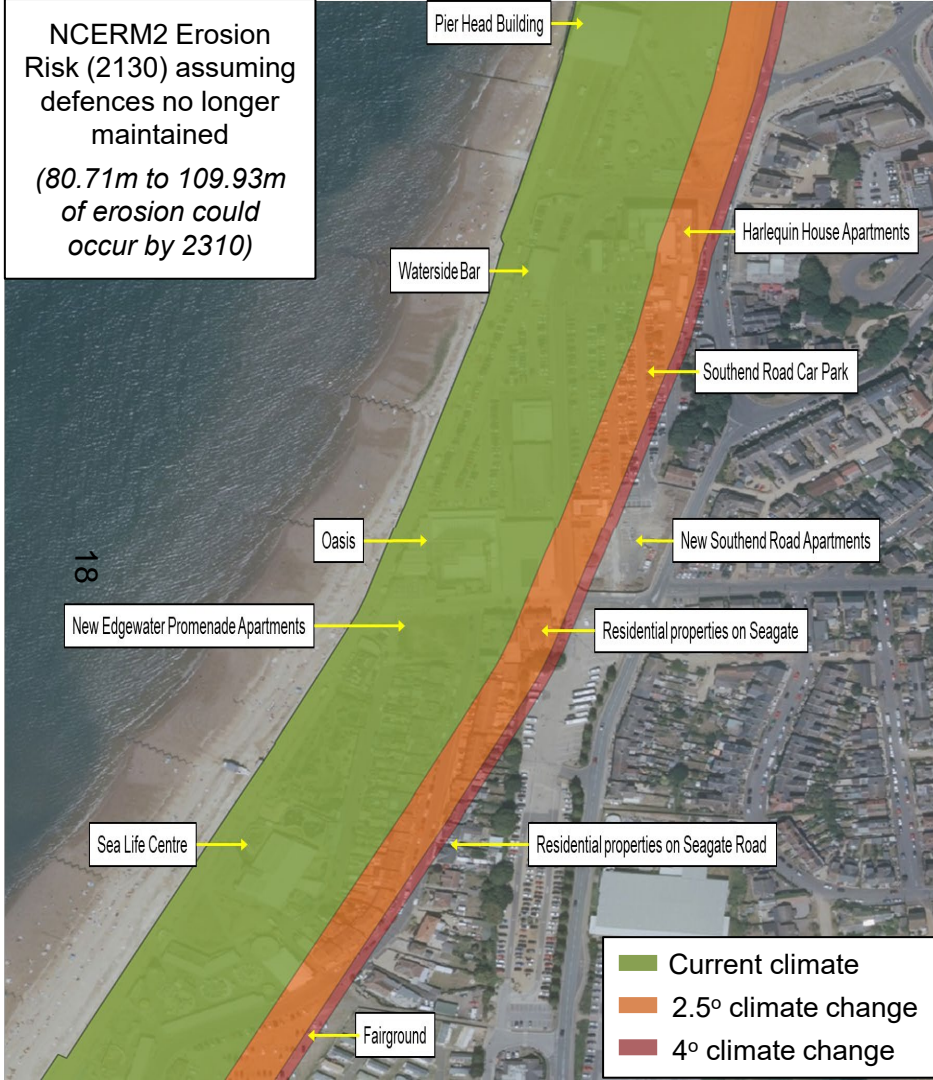 NCERM2 Erosion
Risk (2130) assuming
defences no longer
maintained
(80.71m to 109.93m
of erosion could
occur by 2310)
Pier Head Building
Harlequin House Apartments
Waterside Bar
Southend Road Car Park
Oasis
New Southend Road Apartments
18
New Edgewater Promenade Apartments
Residential properties on Seagate
Sea Life Centre
Residential properties on Seagate Road
Fairground
Current climate
2.5º climate change
4º climate change